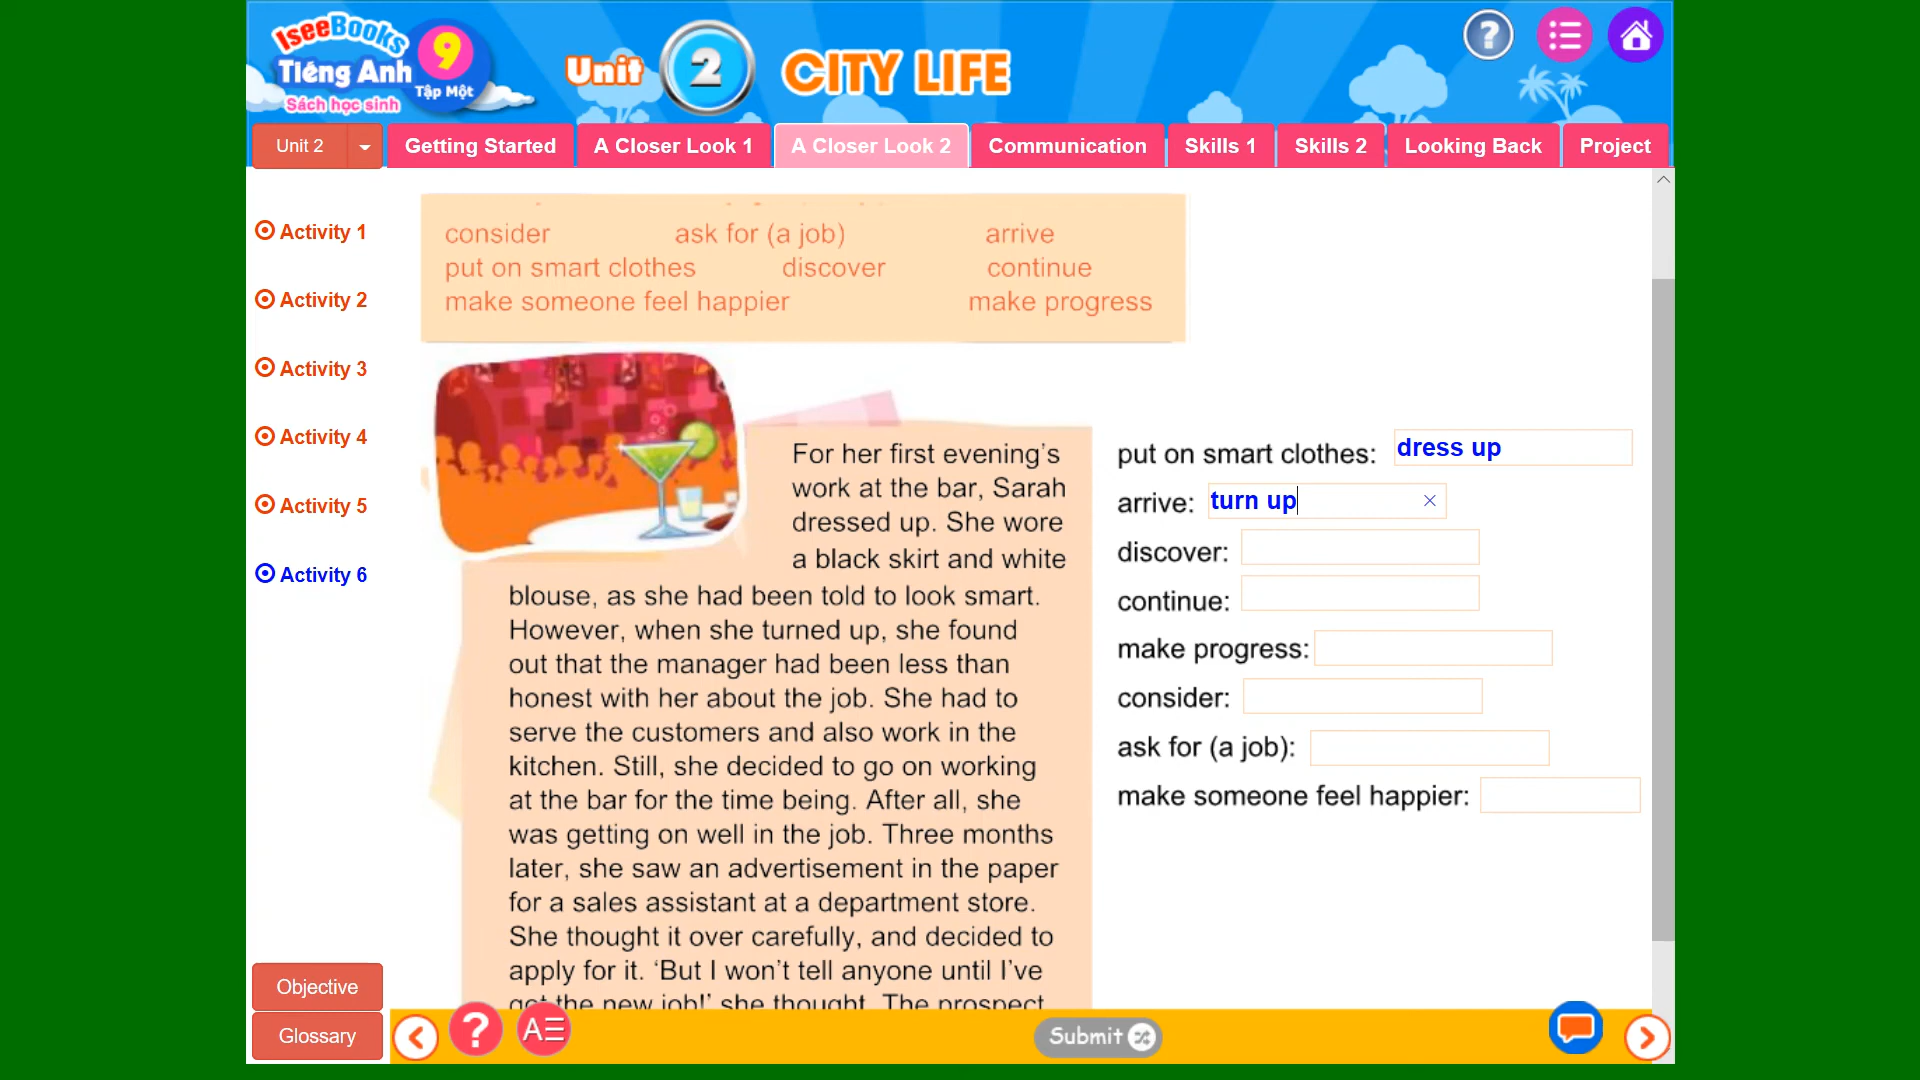 IseeBooks
Tiếng Anh 9
Tập Một
Sách học sinh
Unit 2 CITY LIFE
?
Unit 2
Getting Started
A Closer Look 1
A Closer Look 2
Communication
Skills 1
Skills 2
Looking Back
Project
Activity 1
Activity 2
Activity 3
Activity 4
Activity 5
Activity 6
consider ask for (a job) arrive
put on smart clothes discover continue
make someone feel happier make progress
For her first evening's
work at the bar, Sarah
dressed up. She wore
a black skirt and white
blouse, as she had been told to look smart.
However, when she turned up, she found
out that the manager had been less than
honest with her about the job. She had to
serve the customers and also work in the
kitchen. Still, she decided to go on working
at the bar for the time being. After all, she
was getting on well in the job. Three months
later, she saw an advertisement in the paper
for a sales assistant at a department store.
She thought it over carefully, and decided to
apply for it. 'But I won't tell anyone until I've
got the new job!' she thought. The prospect
put on smart clothes: dress up
arrive: turn up
discover:
continue:
make progress:
consider:
ask for (a job):
make someone feel happier:
Objective
Glossary
?
A
Submit